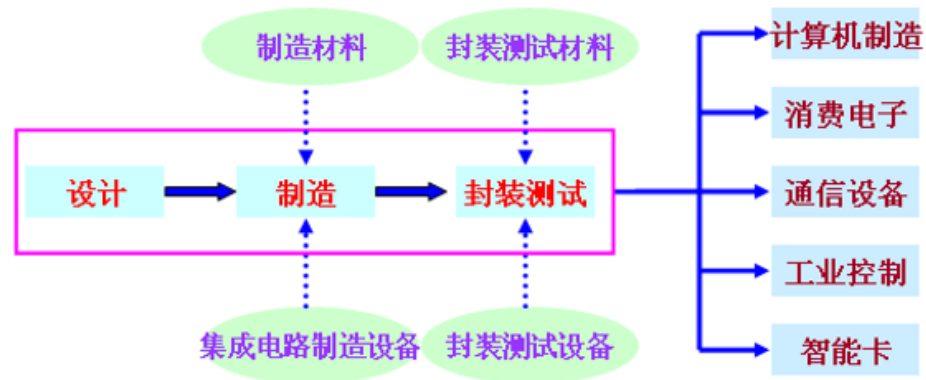 制造材料
封装测试材料
计算机制造
消费电子
设计
制造
封装测试
通信设备
工业控制
集成电路制造设备
封装测试设备
智能卡